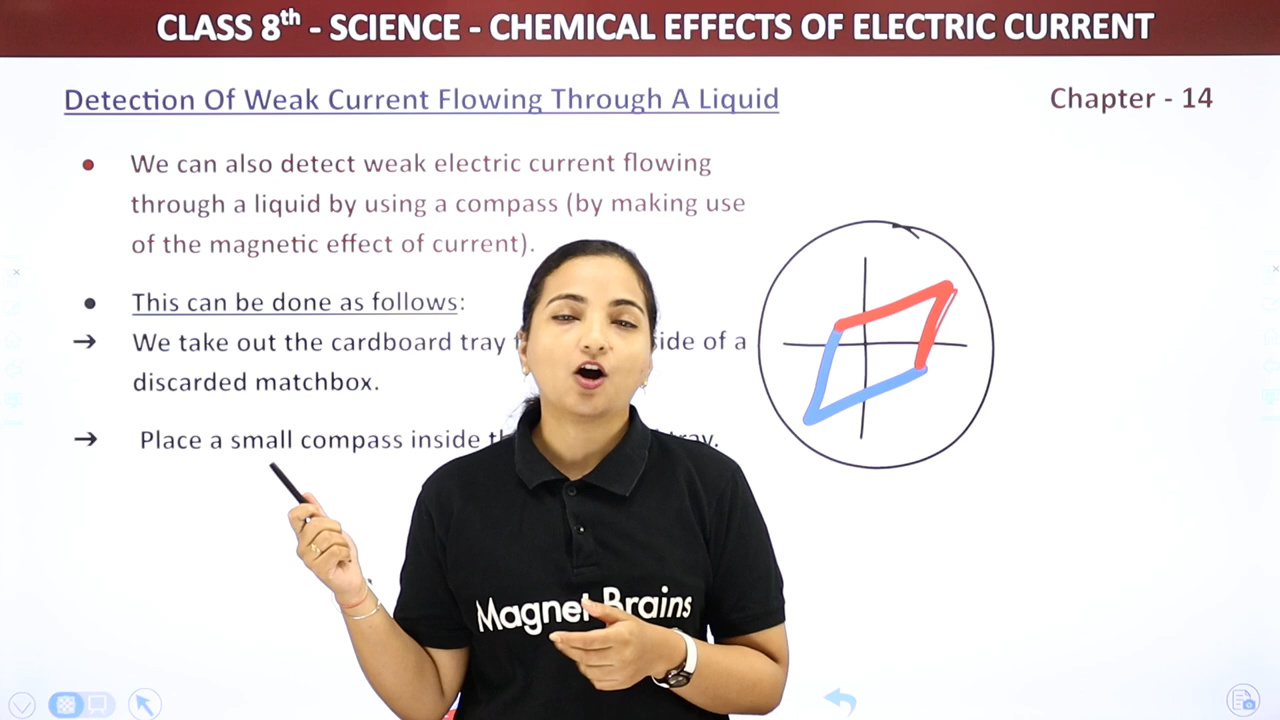 CLASS 8th - SCIENCE - CHEMICAL EFFECTS OF ELECTRIC CURRENT
Detection Of Weak Current Flowing Through A Liquid
Chapter - 14
• We can also detect weak electric current flowing
through a liquid by using a compass (by making use
of the magnetic effect of current).
• This can be done as follows:
→ We take out the cardboard tray side of a
discarded matchbox.
→ Place a small compass inside tray.
Magnet Brains